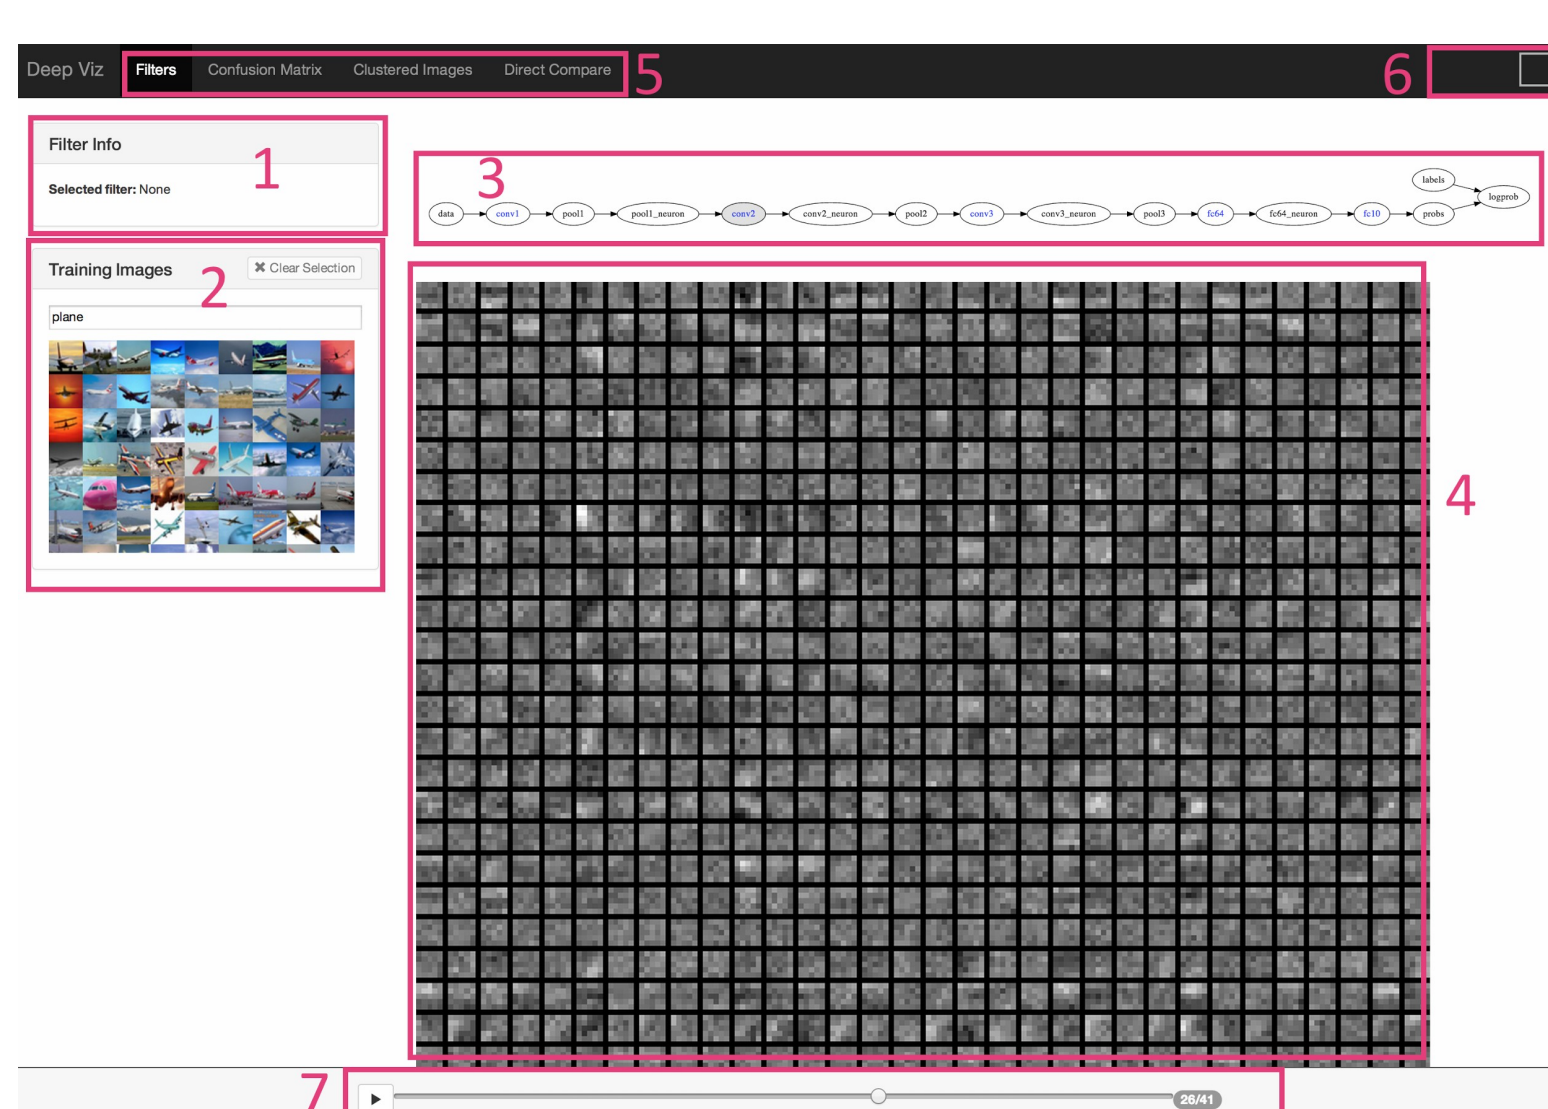 Deep Viz Filters Confusion Matrix Clustered Images Direct Compare 5 6
Filter Info
1
Selected filter: None
3
data conv1 pool1 pool1_neuron conv2 conv2_neuron pool2 conv3 conv3_neuron pool3 fc64 fc64_neuron fc10 probs
labels
logprob
Training Images Clear Selection
2
plane
4
7
26/41